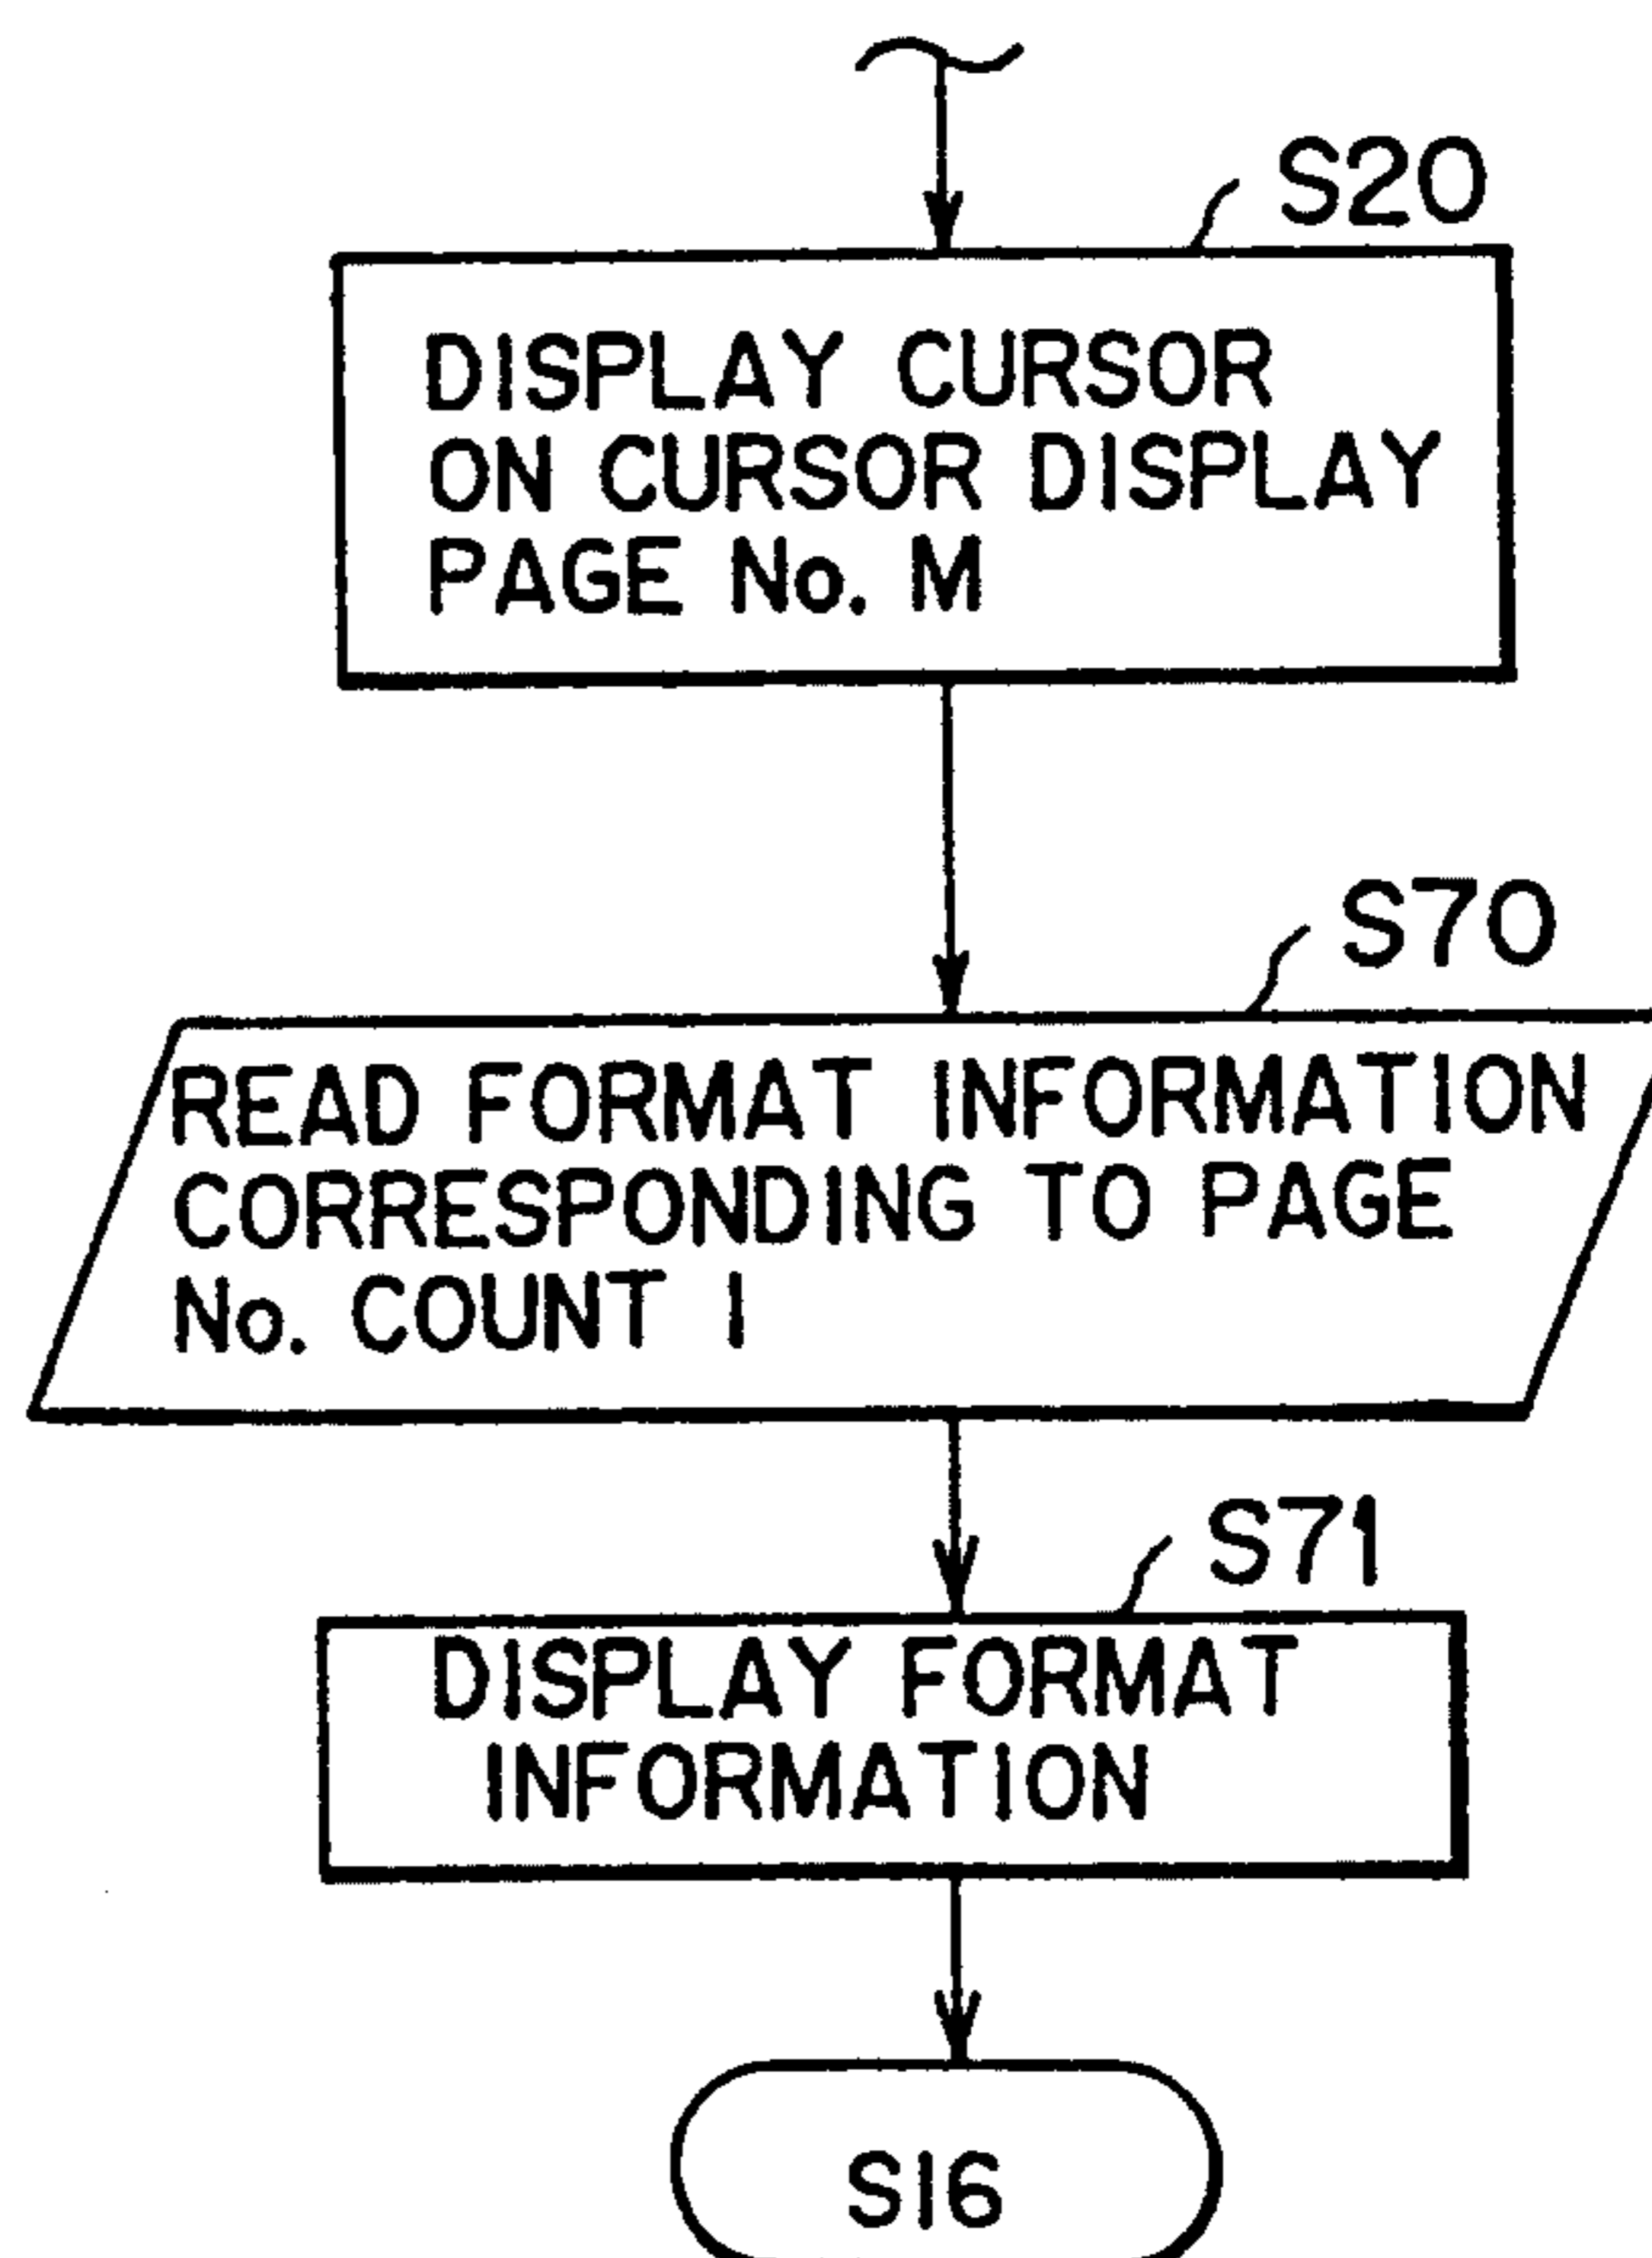 S20
DISPLAY CURSOR
ON CURSOR DISPLAY
PAGE No. M
S70
READ FORMAT INFORMATION
CORRESPONDING TO PAGE
No. COUNT I
S71
DISPLAY FORMAT
INFORMATION
S16